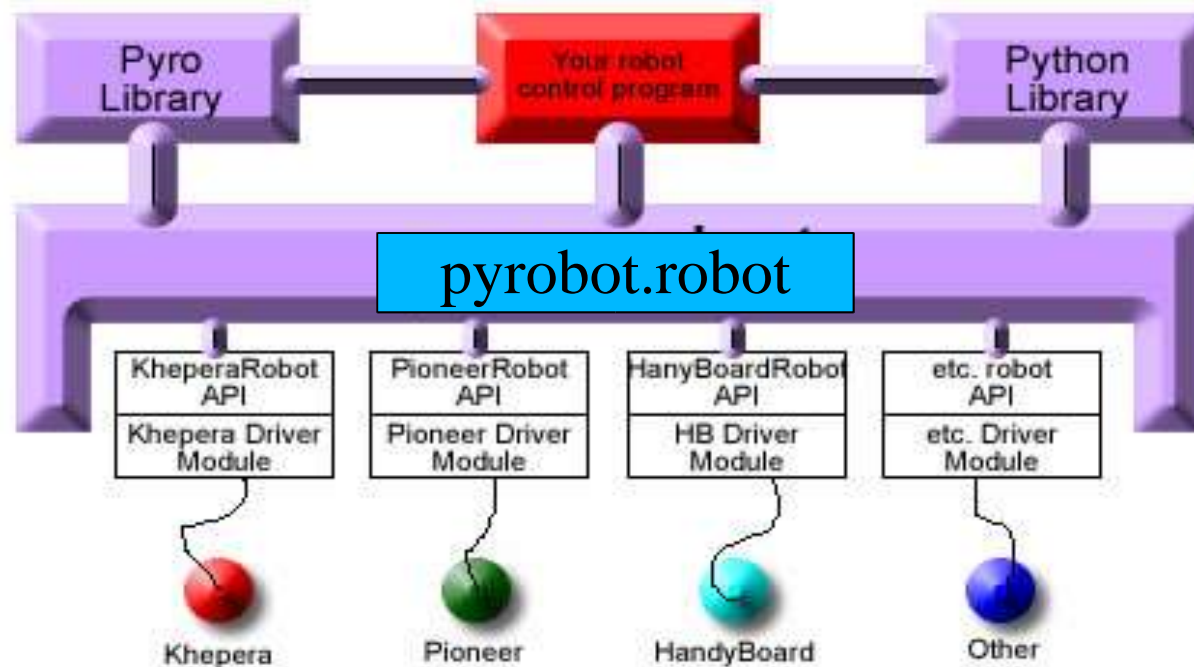 Pyro
Library
Your robot
control program
Python
Library
pyrobot.robot
KheperaRobot
API
Khepera Driver
Module
PioneerRobot
API
Pioneer Driver
Module
HanyBoardRobot
API
HB Driver
Module
etc. robot
API
etc. Driver
Module
Khepera
Pioneer
HandyBoard
Other